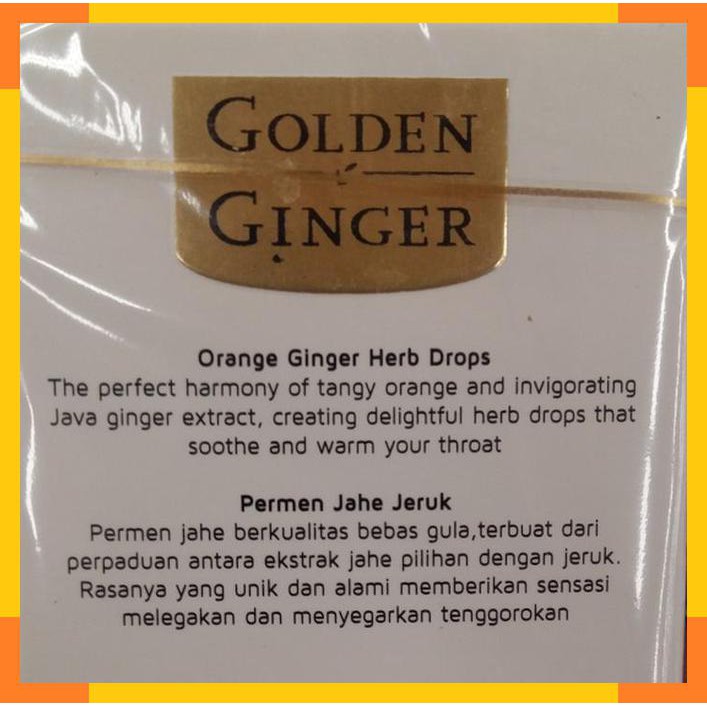 GOLDEN
GINGER
Orange Ginger Herb Drops
The perfect harmony of tangy orange and invigorating
Java ginger extract, creating delightful herb drops that
soothe and warm your throat
Permen Jahe Jeruk
Permen jahe berkualitas bebas gula,terbuat dari
perpaduan antara ekstrak jahe pilihan dengan jeruk.
Rasanya yang unik dan alami memberikan sensasi
melegakan dan menyegarkan tenggorokan